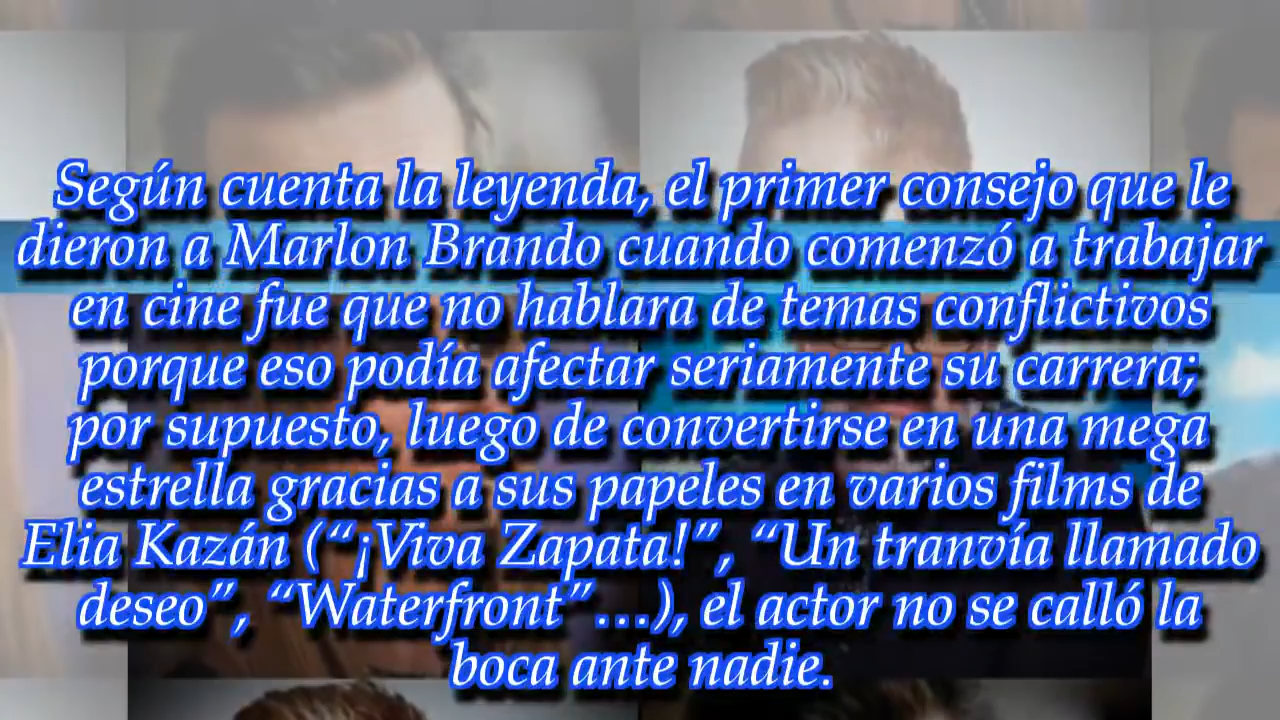 Según cuenta la leyenda, el primer consejo que le
dieron a Marlon Brando cuando comenzó a trabajar
en cine fue que no hablara de temas conflictivos
porque eso podía afectar seriamente su carrera;
por supuesto, luego de convertirse en una mega
estrella gracias a sus papeles en varios films de
Elia Kazán (“¡Viva Zapata!”, “Un tranvía llamado
deseo”, “Waterfront”…), el actor no se calló la
boca ante nadie.